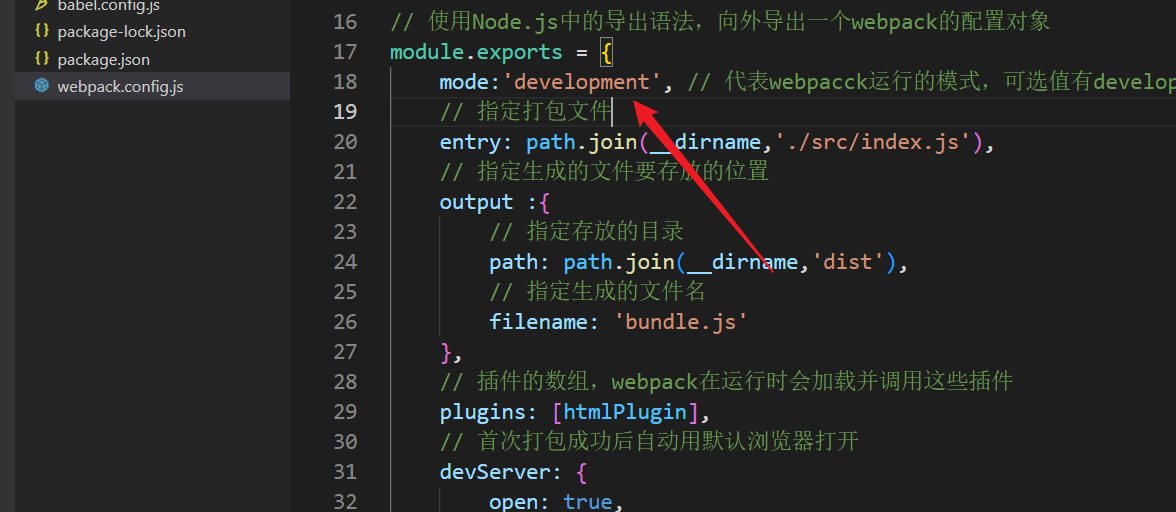 babel.config.js
package-lock.json
package.json
webpack.config.js
16 // 使用Node.js中的导出语法，向外导出一个webpack的配置对象
17 module.exports = {
18 mode:'development', // 代表webpacck运行的模式，可选值有develop
19 // 指定打包文件
20 entry: path.join(__dirname,'./src/index.js'),
21 // 指定生成的文件要存放的位置
22 output :{
23 // 指定存放的目录
24 path: path.join(__dirname,'dist'),
25 // 指定生成的文件名
26 filename: 'bundle.js'
27 },
28 // 插件的数组，webpack在运行时会加载并调用这些插件
29 plugins: [htmlPlugin],
30 // 首次打包成功后自动用默认浏览器打开
31 devServer: {
32 open: true,